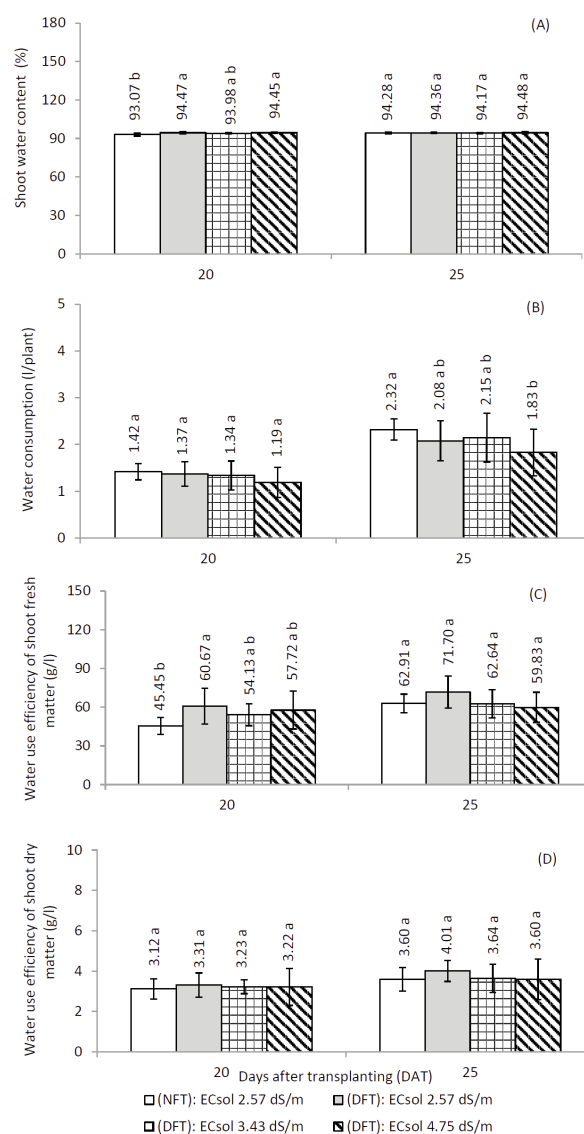 (A)
Shoot water content (%)
180
150
120
90
60
30
0
93.07 b
94.47 a
93.98 a b
94.45 a
94.28 a
94.36 a
94.17 a
94.48 a
20
25
(B)
Water consumption (l/plant)
5
4
3
2
1
0
1.42 a
1.37 a
1.34 a
1.19 a
2.32 a
2.08 a b
2.15 a b
1.83 b
20
25
(C)
Water use efficiency of shoot fresh
matter (g/l)
150
120
90
60
30
0
45.45 b
60.67 a
54.13 a b
57.72 a b
62.91 a
71.70 a
62.64 a
59.83 a
20
25
(D)
Water use efficiency of shoot dry
matter (g/l)
10
8
6
4
2
0
3.12 a
3.31 a
3.23 a
3.22 a
3.60 a
4.01 a
3.64 a
3.60 a
20
25
Days after transplanting (DAT)
(NFT): ECsol 2.57 dS/m
(DFT): ECsol 2.57 dS/m
(DFT): ECsol 3.43 dS/m
(DFT): ECsol 4.75 dS/m